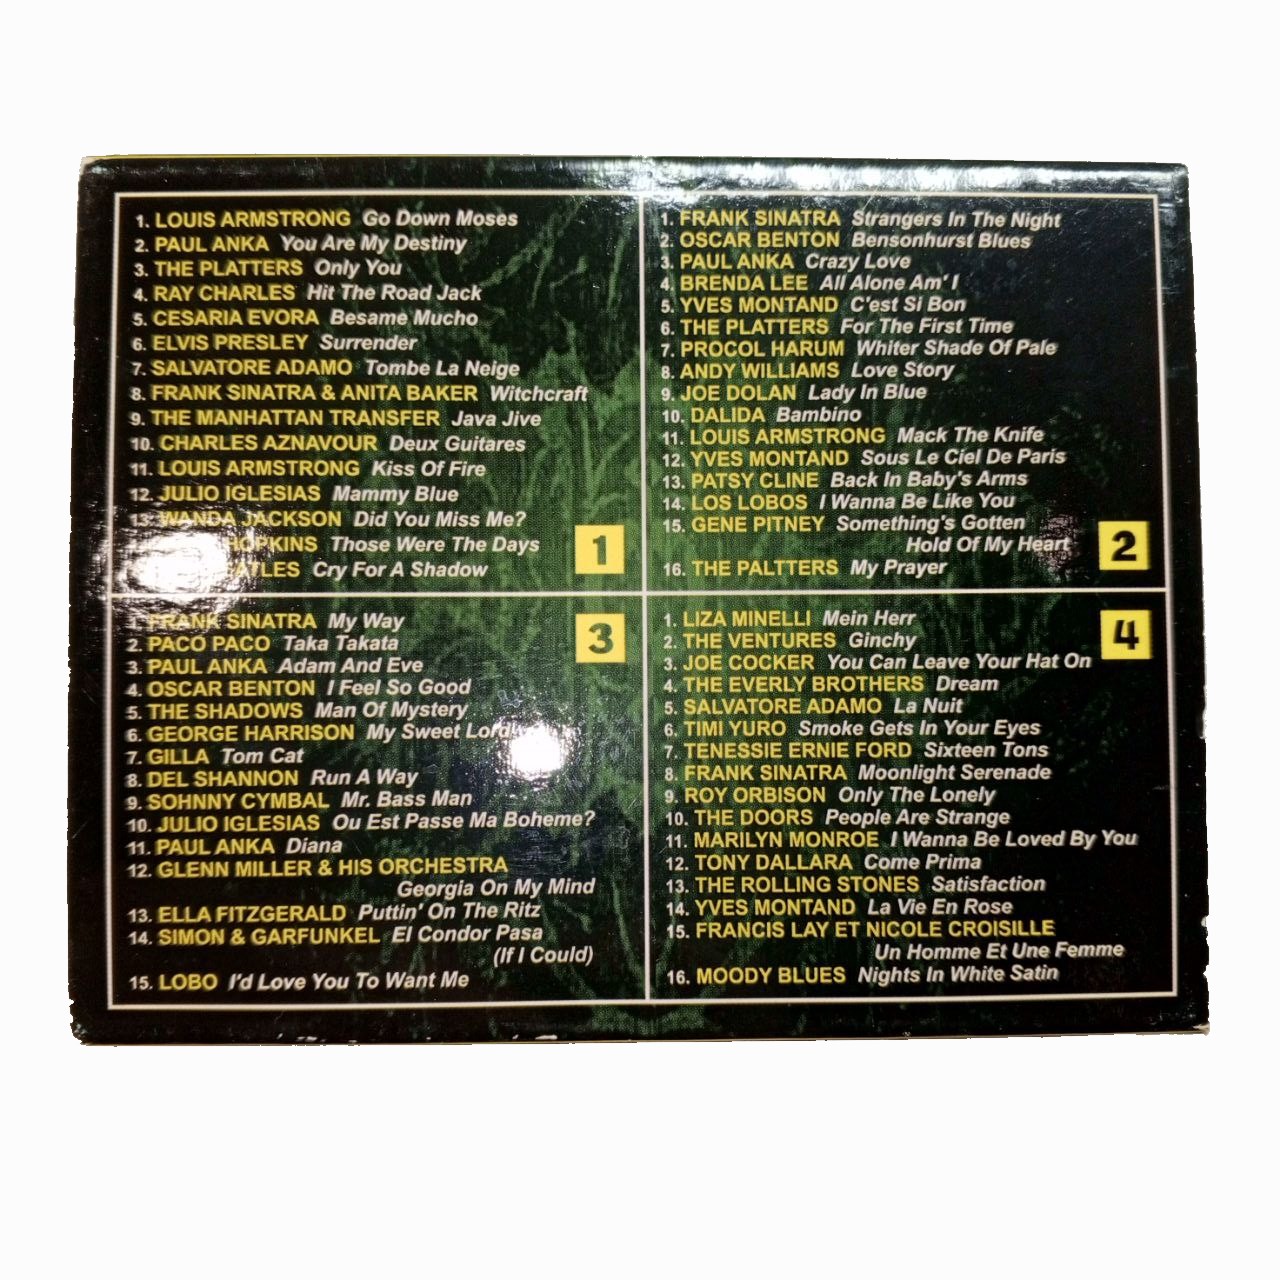 1. LOUIS ARMSTRONG Go Down Moses
2. PAUL ANKA You Are My Destiny
3. THE PLATTERS Only You
4. RAY CHARLES Hit The Road Jack
5. CESARIA EVORA Besame Mucho
6. ELVIS PRESLEY Surrender
7. SALVATORE ADAMO Tombe La Neige
8. FRANK SINATRA & ANITA BAKER Witchcraft
9. THE MANHATTAN TRANSFER Java Jive
10. CHARLES AZNAVOUR Deux Guitares
11. LOUIS ARMSTRONG Kiss Of Fire
12. JULIO IGLESIAS Mammy Blue
13. WANDA JACKSON Did You Miss Me?
HOPKINS Those Were The Days
Cry For A Shadow
1
1. FRANK SINATRA Strangers In The Night
2. OSCAR BENTON Bensonhurst Blues
3. PAUL ANKA Crazy Love
4. BRENDA LEE All Alone Am' I
5. YVES MONTAND C'est Si Bon
6. THE PLATTERS For The First Time
7. PROCOL HARUM Whiter Shade Of Pale
8. ANDY WILLIAMS Love Story
9. JOE DOLAN Lady In Blue
10. DALIDA Bambino
11. LOUIS ARMSTRONG Mack The Knife
12. YVES MONTAND Sous Le Ciel De Paris
13. PATSY CLINE Back In Baby's Arms
14. LOS LOBOS I Wanna Be Like You
15. GENE PITNEY Something's Gotten
Hold Of My Heart
16. THE PALTTERS My Prayer
2
1. FRANK SINATRA My Way
2. PACO PACO Taka Takata
3. PAUL ANKA Adam And Eve
4. OSCAR BENTON I Feel So Good
5. THE SHADOWS Man Of Mystery
6. GEORGE HARRISON My Sweet Lord
7. GILLA Tom Cat
8. DEL SHANNON Run A Way
9. SOHNNY CYMBAL Mr. Bass Man
10. JULIO IGLESIAS Ou Est Passe Ma Boheme?
11. PAUL ANKA Diana
12. GLENN MILLER & HIS ORCHESTRA
Georgia On My Mind
13. ELLA FITZGERALD Puttin' On The Ritz
14. SIMON & GARFUNKEL El Condor Pasa
(If I Could)
15. LOBO I'd Love You To Want Me
3
1. LIZA MINELLI Mein Herr
2. THE VENTURES Ginchy
3. JOE COCKER You Can Leave Your Hat On
4. THE EVERLY BROTHERS Dream
5. SALVATORE ADAMO La Nuit
6. TIMI YURO Smoke Gets In Your Eyes
7. TENESSIE ERNIE FORD Sixteen Tons
8. FRANK SINATRA Moonlight Serenade
9. ROY ORBISON Only The Lonely
10. THE DOORS People Are Strange
11. MARILYN MONROE I Wanna Be Loved By You
12. TONY DALLARA Come Prima
13. THE ROLLING STONES Satisfaction
14. YVES MONTAND La Vie En Rose
15. FRANCIS LAY ET NICOLE CROISILLE
Un Homme Et Une Femme
16. MOODY BLUES Nights In White Satin
4